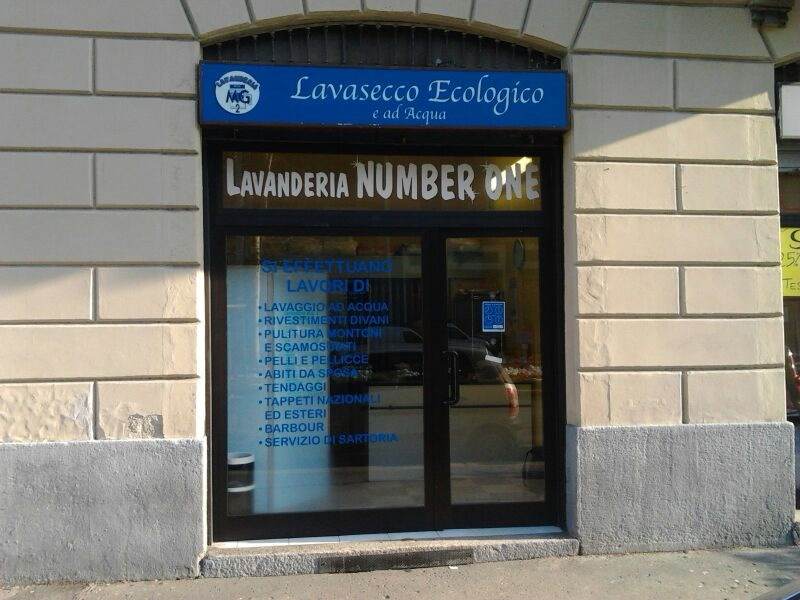 LAVANDERIA
MG
2
Lavasecco Ecologico
e ad Acqua
LAVANDERIA NUMBER ONE
SI EFFETTUANO
LAVORI DI
• LAVAGGIO AD ACQUA
• RIVESTIMENTI DIVANI
• PULITURA MONTONI
E SCAMOSCIATI
• PELLI E PELLICCE
• ABITI DA SPOSA
• TENDAGGI
• TAPPETI NAZIONALI
ED ESTERI
• BARBOUR
• SERVIZIO DI SARTORIA